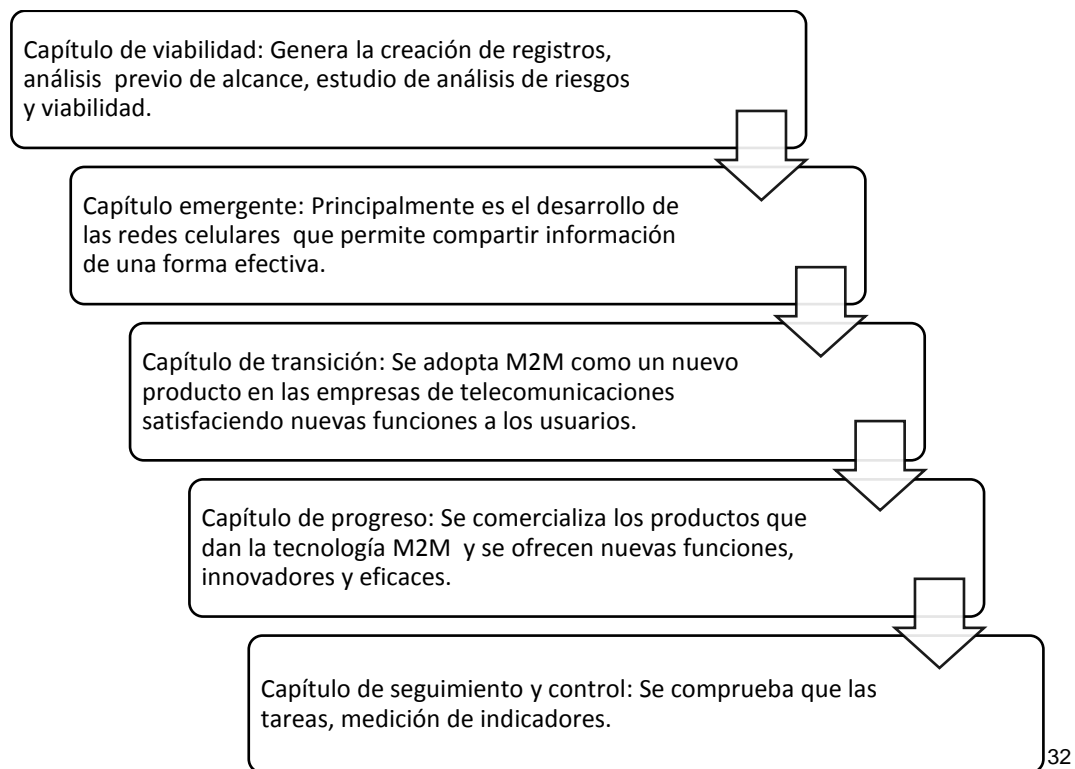 Capítulo de viabilidad: Genera la creación de registros,
análisis  previo de alcance, estudio de análisis de riesgos
y viabilidad.
Capítulo emergente: Principalmente es el desarrollo de
las redes celulares  que permite compartir información
de una forma efectiva.
Capítulo de transición: Se adopta M2M como un nuevo
producto en las empresas de telecomunicaciones
satisfaciendo nuevas funciones a los usuarios.
Capítulo de progreso: Se comercializa los productos que
dan la tecnología M2M  y se ofrecen nuevas funciones,
innovadores y eficaces.
Capítulo de seguimiento y control: Se comprueba que las
tareas, medición de indicadores.
32